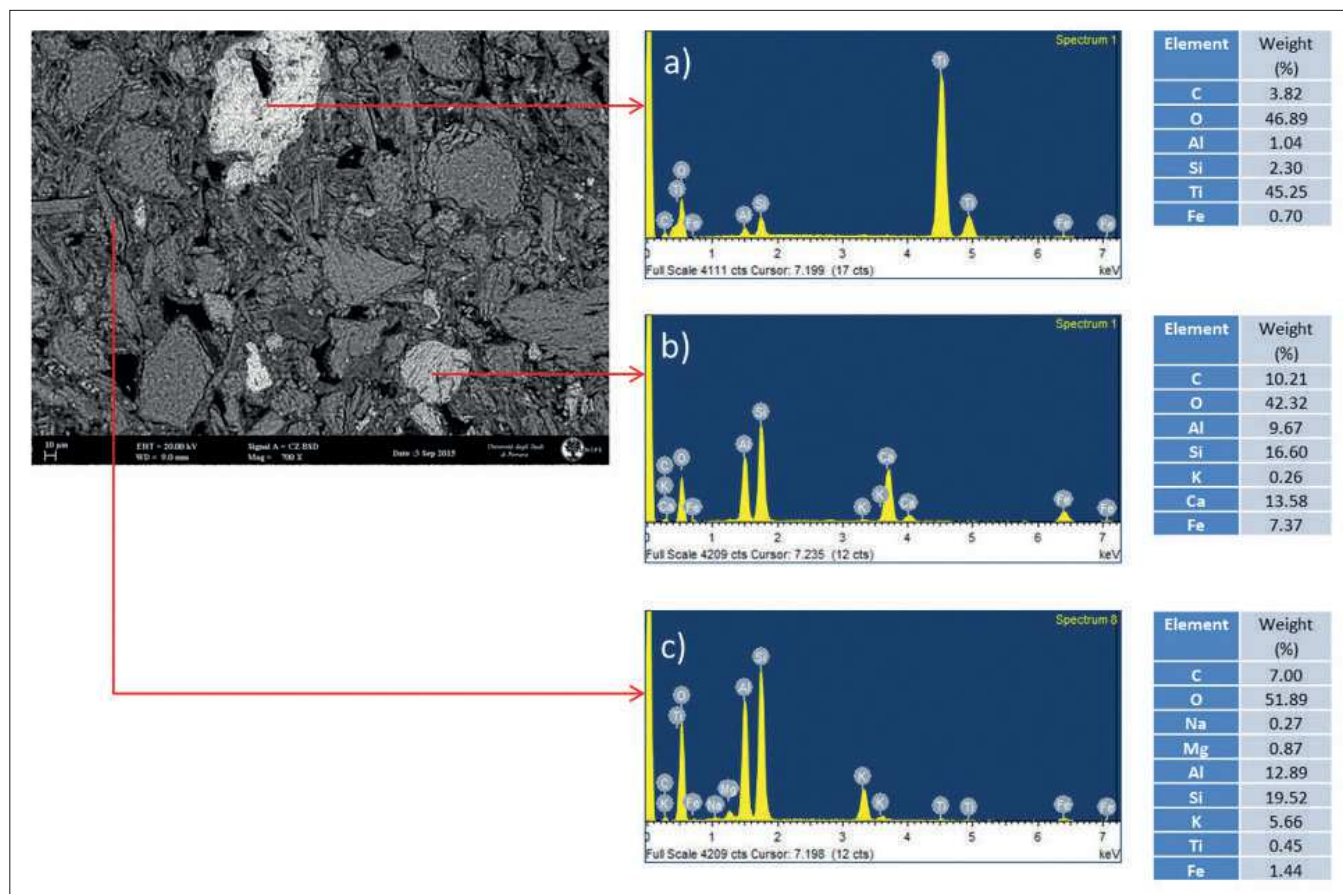 10 µm
EHT = 20.00 kV
WD = 9.0 mm
Signal A = CZ BSD
Mag = 700 X
Date :3 Sep 2015
Università degli Studi
di Ferrara
a)
Spectrum 1
C O Ti Fe Al Si Ti Ti Fe Fe
0 1 2 3 4 5 6 7
Full Scale 4111 cts Cursor: 7.199 (17 cts) keV
Element Weight
(%)
C 3.82
O 46.89
Al 1.04
Si 2.30
Ti 45.25
Fe 0.70
b)
Spectrum 1
C K Ca O Fe Al Si K K Ca Ca Fe Fe
0 1 2 3 4 5 6 7
Full Scale 4209 cts Cursor: 7.235 (12 cts) keV
Element Weight
(%)
C 10.21
O 42.32
Al 9.67
Si 16.60
K 0.26
Ca 13.58
Fe 7.37
c)
Spectrum 8
C K O Ti Fe Na Mg Al Si K K Ti Ti Fe Fe
0 1 2 3 4 5 6 7
Full Scale 4209 cts Cursor: 7.198 (12 cts) keV
Element Weight
(%)
C 7.00
O 51.89
Na 0.27
Mg 0.87
Al 12.89
Si 19.52
K 5.66
Ti 0.45
Fe 1.44